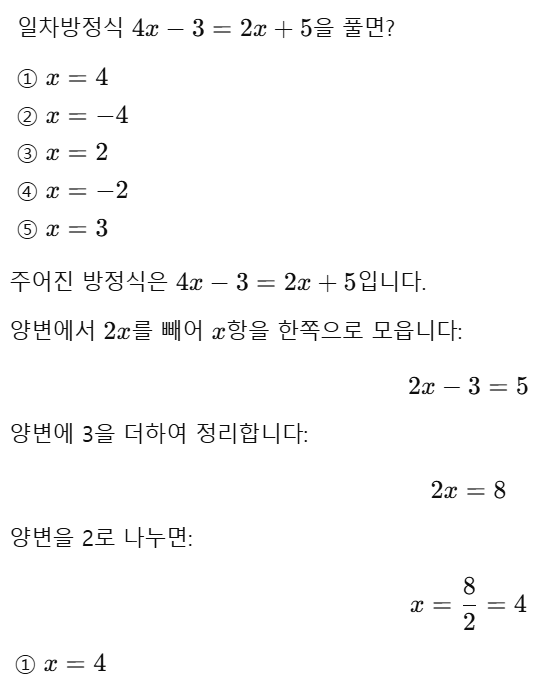 일차방정식 4x − 3 = 2x + 5을 풀면?
① x = 4
② x = −4
③ x = 2
④ x = −2
⑤ x = 3
주어진 방정식은 4x − 3 = 2x + 5입니다.
양변에서 2x를 빼어 x항을 한쪽으로 모읍니다:
2x − 3 = 5
양변에 3을 더하여 정리합니다:
2x = 8
양변을 2로 나누면:
x = 8/2 = 4
① x = 4